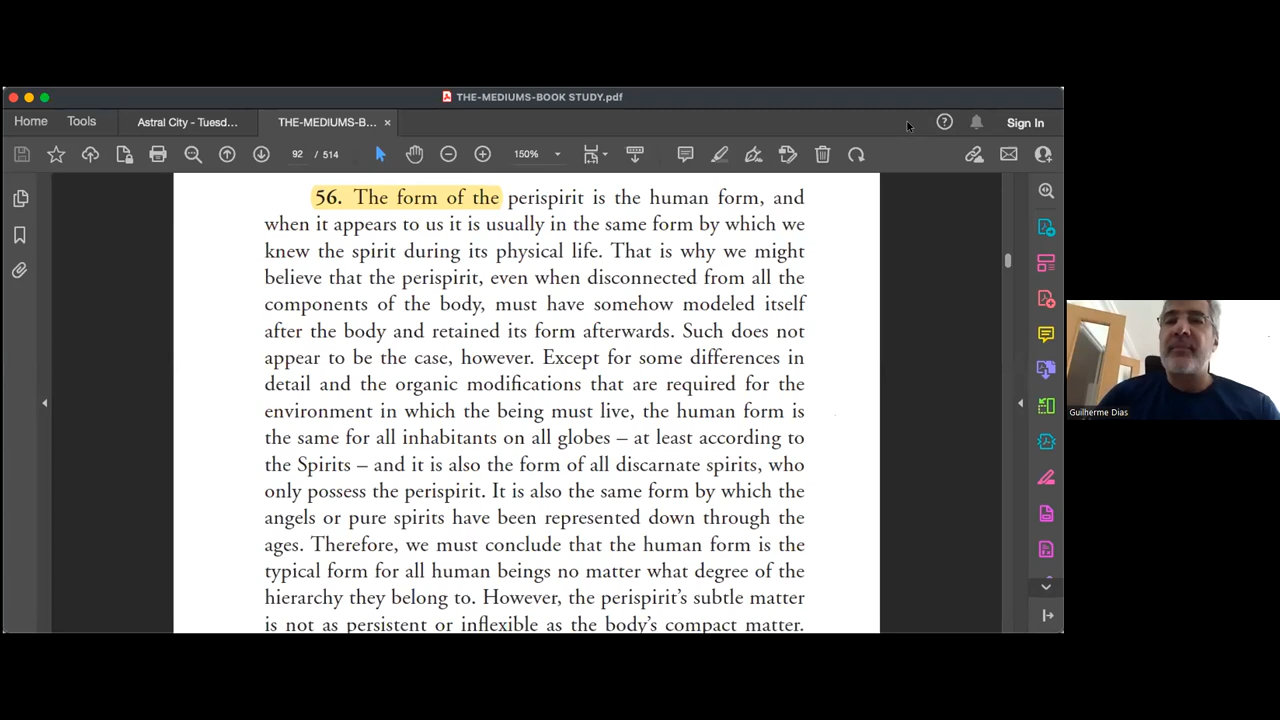 THE-MEDIUMS-BOOK STUDY.pdf
Home Tools Astral City - Tuesd... THE-MEDIUMS-B... × Sign In
92 / 514 150%
56. The form of the perispirit is the human form, and
when it appears to us it is usually in the same form by which we
knew the spirit during its physical life. That is why we might
believe that the perispirit, even when disconnected from all the
components of the body, must have somehow modeled itself
after the body and retained its form afterwards. Such does not
appear to be the case, however. Except for some differences in
detail and the organic modifications that are required for the
environment in which the being must live, the human form is
the same for all inhabitants on all globes – at least according to
the Spirits – and it is also the form of all discarnate spirits, who
only possess the perispirit. It is also the same form by which the
angels or pure spirits have been represented down through the
ages. Therefore, we must conclude that the human form is the
typical form for all human beings no matter what degree of the
hierarchy they belong to. However, the perispirit's subtle matter
is not as persistent or inflexible as the body's compact matter.
Guilherme Dias